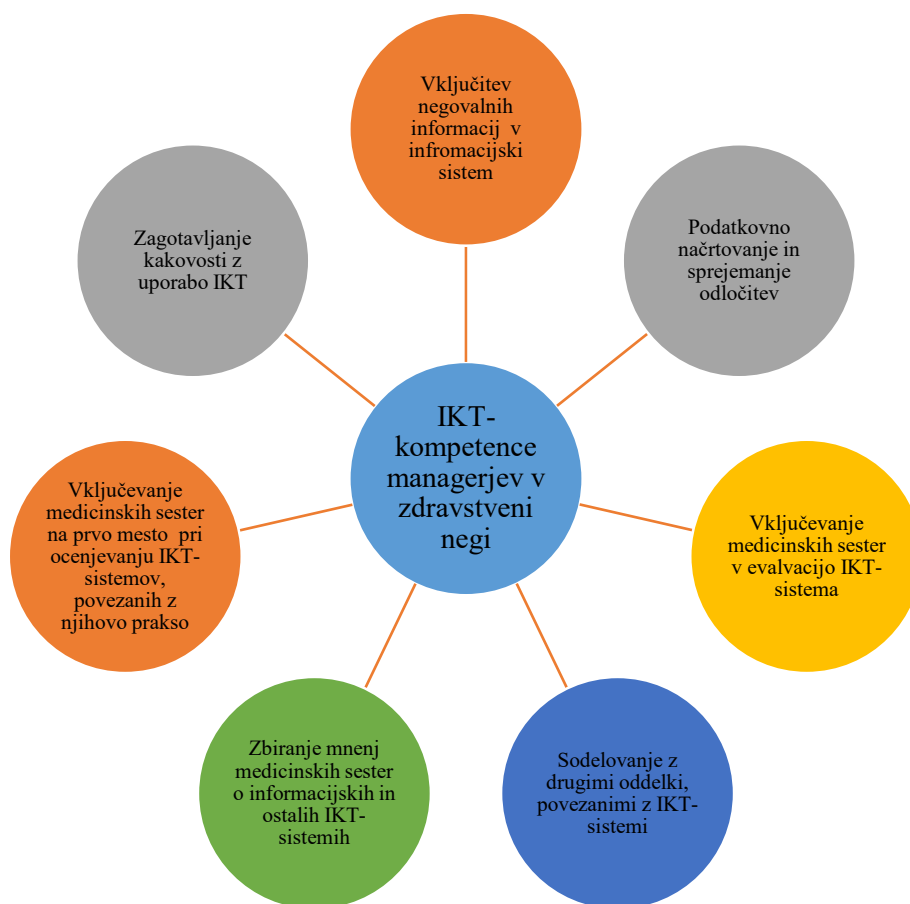 Vključitev
negovalnih
informacij v
infromacijski
sistem
Podatkovno
načrtovanje in
sprejemanje
odločitev
Zagotavljanje
kakovosti z
uporabo IKT
IKT-
kompetence
managerjev v
zdravstveni
negi
Vključevanje
medicinskih sester
v evalvacijo IKT-
sistema
Vključevanje
medicinskih sester
na prvo mesto pri
ocenjevanju IKT-
sistemov,
povezanih z
njihovo prakso
Sodelovanje z
drugimi oddelki,
povezanimi z IKT-
sistemi
Zbiranje mnenj
medicinskih sester
o informacijskih in
ostalih IKT-
sistemih